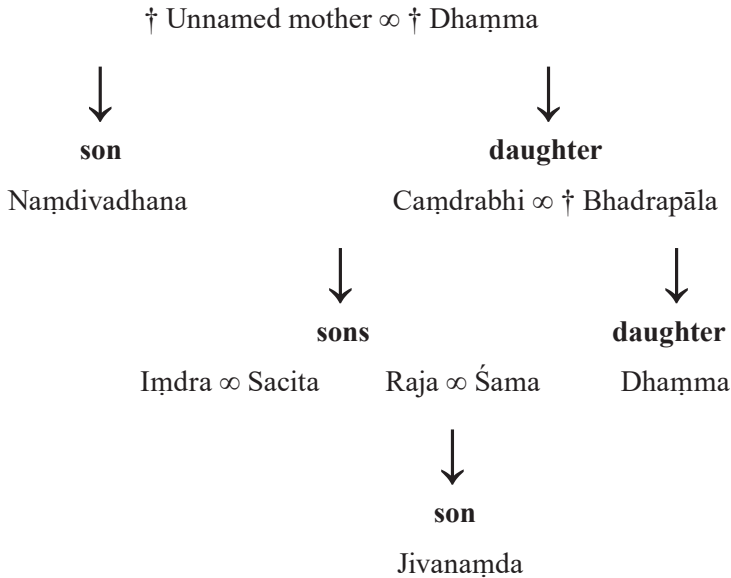 † Unnamed mother ∞ † Dhaṃma
son daughter
Naṃdivadhana Caṃdrabhi ∞ † Bhadrapāla
sons daughter
Iṃdra ∞ Sacita Raja ∞ Śama Dhaṃma
son
Jivanaṃda